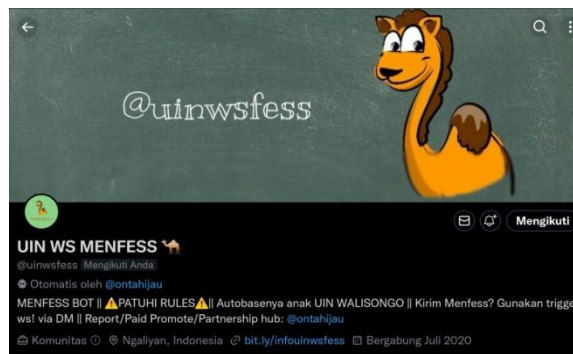 @uinwsfess
Mengikuti
UIN WS MENFESS 🐪
@uinwsfess Mengikuti Anda
Otomatis oleh @ontahijau
MENFESS BOT || ⚠️PATUHI RULES⚠️|| Autobasenya anak UIN WALISONGO || Kirim Menfess? Gunakan trigge
ws! via DM || Report/Paid Promote/Partnership hub: @ontahijau
Komunitas Ngaliyan, Indonesia bit.ly/infouinwsfess Bergabung Juli 2020